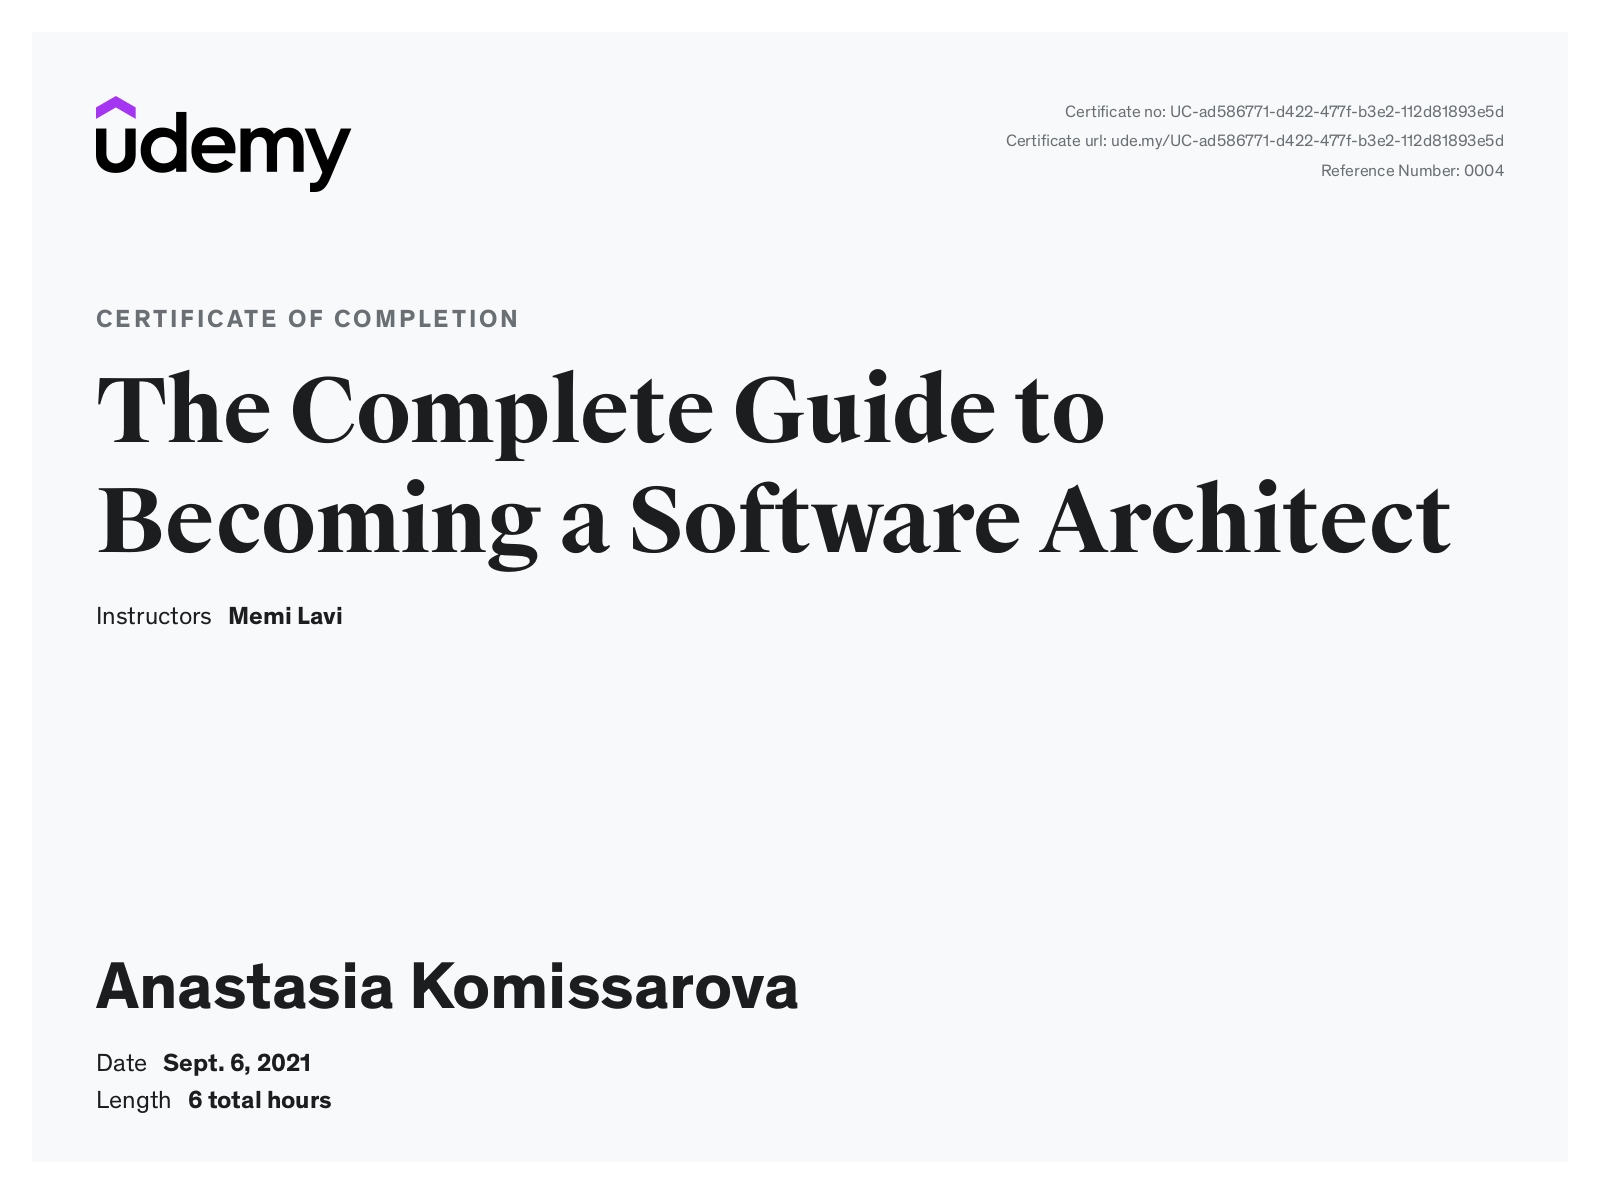 udemy
Certificate no: UC-ad586771-d422-477f-b3e2-112d81893e5d
Certificate url: ude.my/UC-ad586771-d422-477f-b3e2-112d81893e5d
Reference Number: 0004
CERTIFICATE OF COMPLETION
The Complete Guide to
Becoming a Software Architect
Instructors Memi Lavi
Anastasia Komissarova
Date Sept. 6, 2021
Length 6 total hours